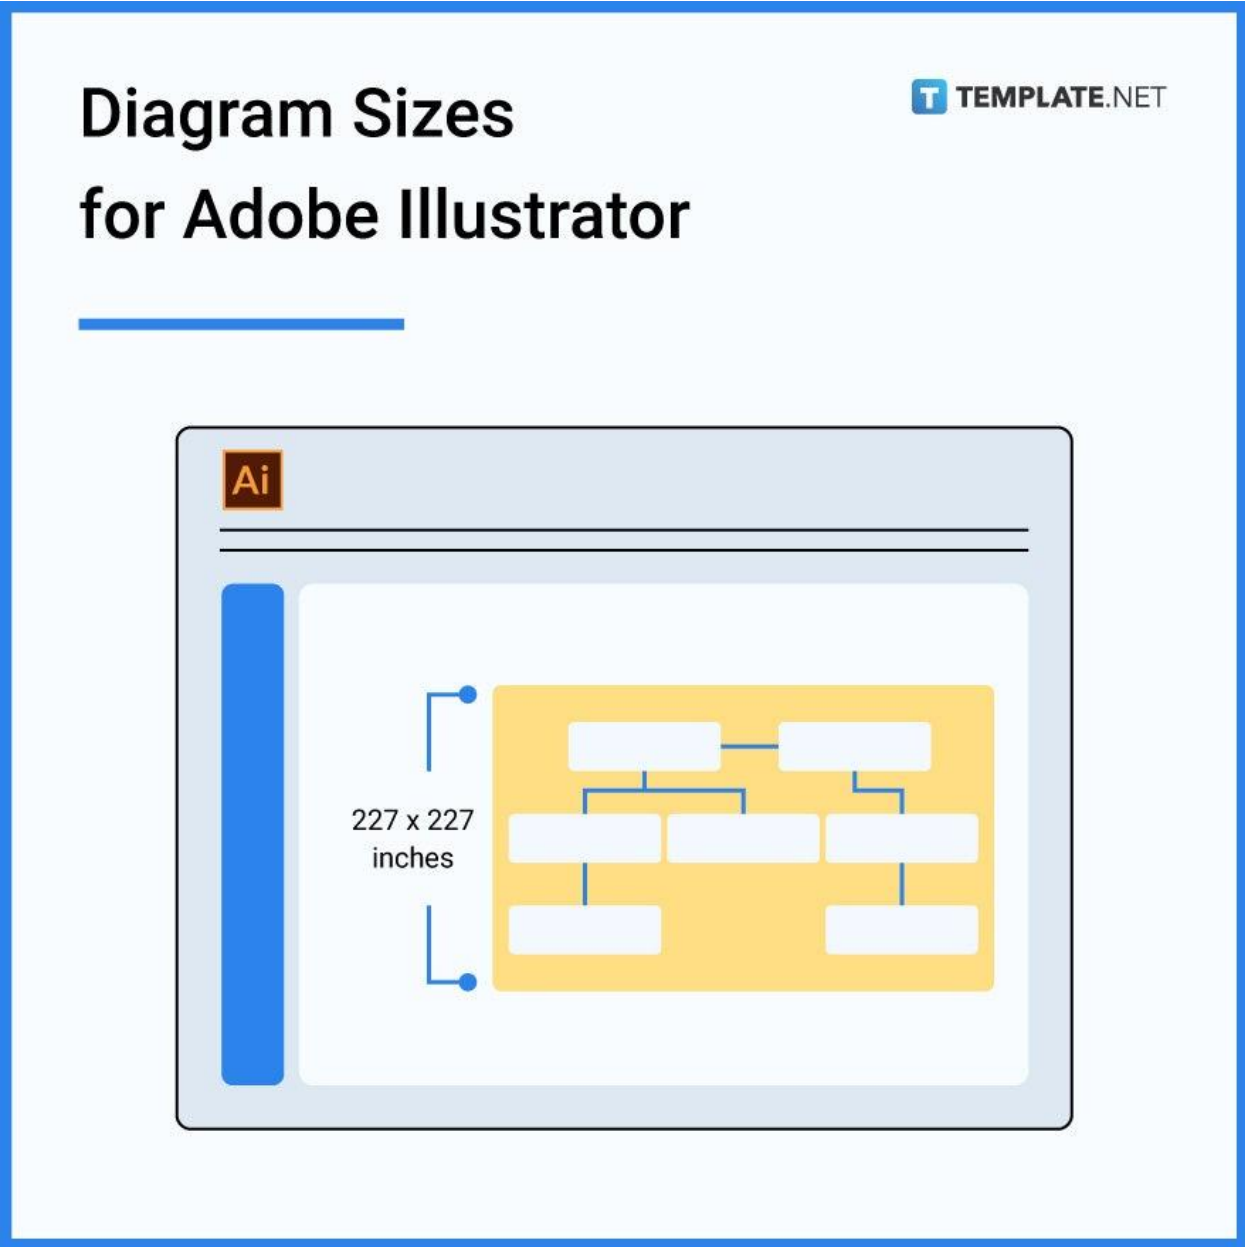 Diagram Sizes
for Adobe Illustrator
T TEMPLATE.NET
Ai
227 x 227
inches